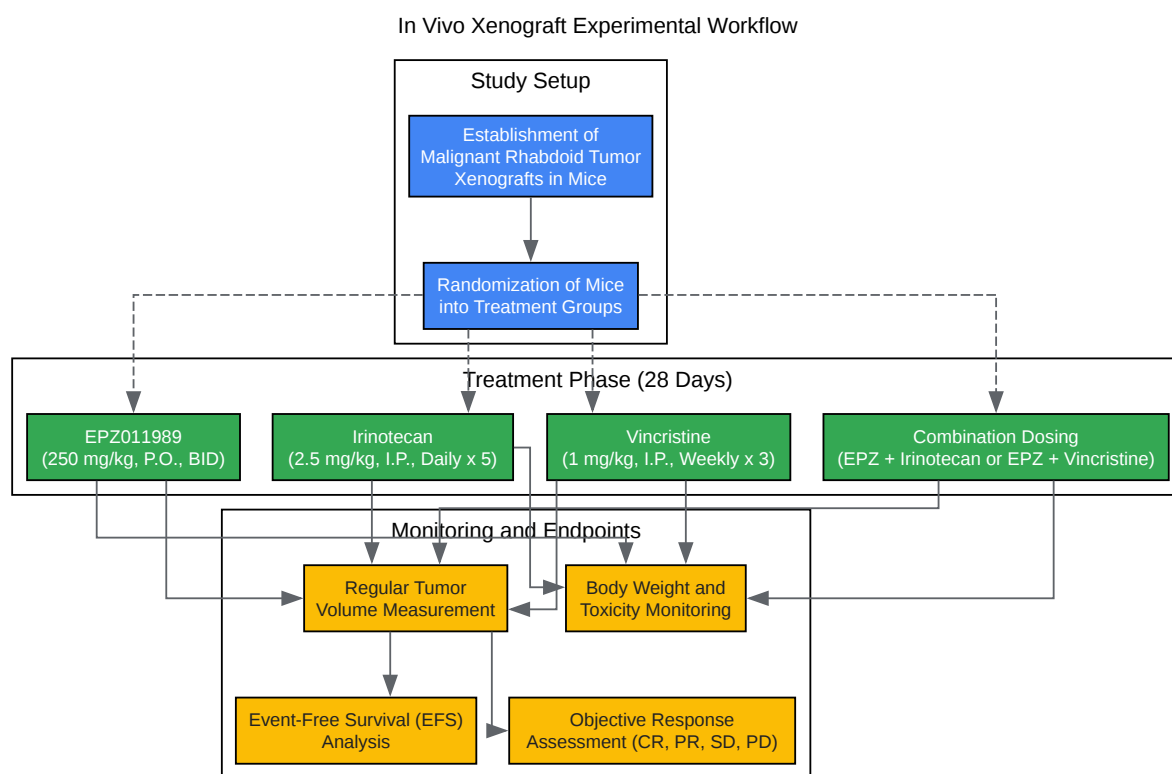 In Vivo Xenograft Experimental Workflow
Study Setup
Establishment of
Malignant Rhabdoid Tumor
Xenografts in Mice
Randomization of Mice
into Treatment Groups
Treatment Phase (28 Days)
EPZ011989
(250 mg/kg, P.O., BID)
Irinotecan
(2.5 mg/kg, I.P., Daily x 5)
Vincristine
(1 mg/kg, I.P., Weekly x 3)
Combination Dosing
(EPZ + Irinotecan or EPZ + Vincristine)
Monitoring and Endpoints
Regular Tumor
Volume Measurement
Body Weight and
Toxicity Monitoring
Event-Free Survival (EFS)
Analysis
Objective Response
Assessment (CR, PR, SD, PD)